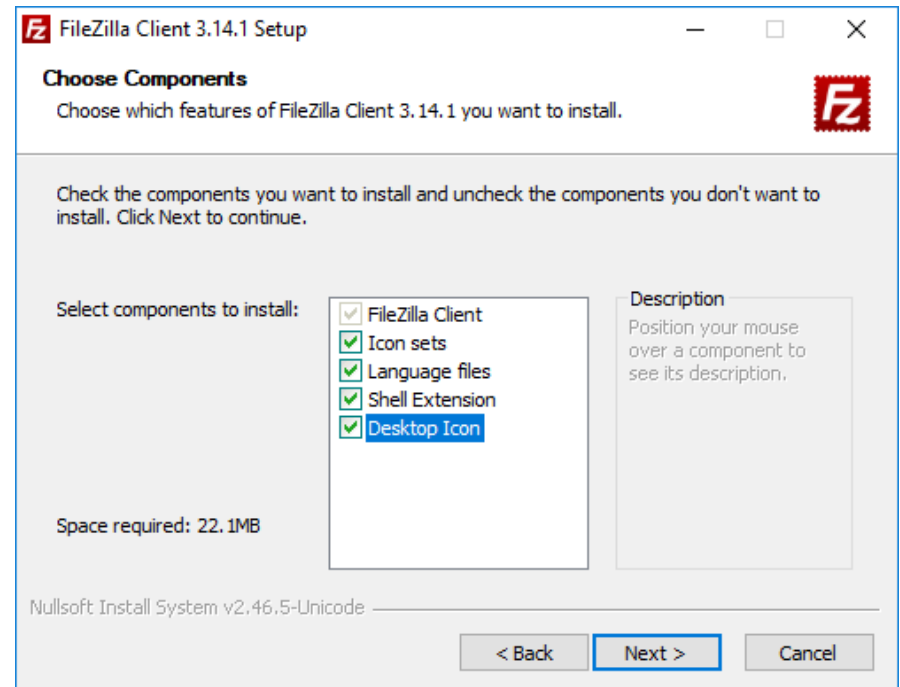 FileZilla Client 3.14.1 Setup
Choose Components
Choose which features of FileZilla Client 3.14.1 you want to install.
Fz
Check the components you want to install and uncheck the components you don't want to
install. Click Next to continue.
Select components to install:
FileZilla Client
Icon sets
Language files
Shell Extension
Desktop Icon
Description
Position your mouse
over a component to
see its description.
Space required: 22.1MB
Nullsoft Install System v2.46.5-Unicode
< Back
Next >
Cancel